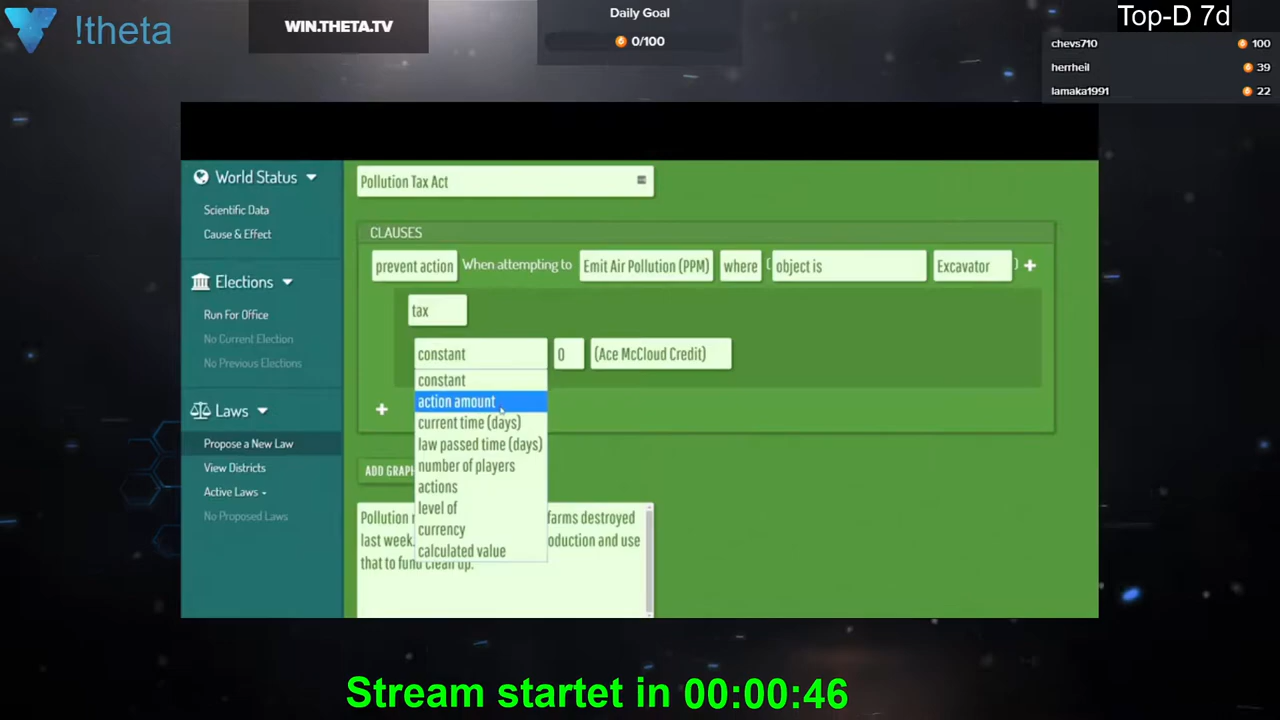 !theta
WIN.THETA.TV
Daily Goal
0/100
Top-D 7d
chevs710 100
herrheil 39
lamaka1991 22
World Status
Scientific Data
Cause & Effect
Elections
Run For Office
No Current Election
No Previous Elections
Laws
Propose a New Law
View Districts
Active Laws
No Proposed Laws
Pollution Tax Act
CLAUSES
prevent action When attempting to Emit Air Pollution (PPM) where ( object is Excavator ) +
tax
constant 0 (Ace McCloud Credit)
constant
action amount
current time (days)
law passed time (days)
number of players
actions
level of
currency
calculated value
+
ADD GRAP
Pollution farms destroyed
last week. oduction and use
that to fund clean up.
Stream startet in 00:00:46